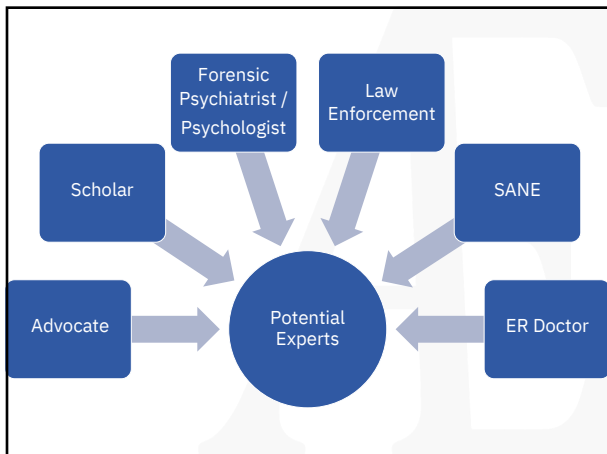 Forensic
Psychiatrist /
Psychologist
Law
Enforcement
Scholar
SANE
Advocate
Potential
Experts
ER Doctor